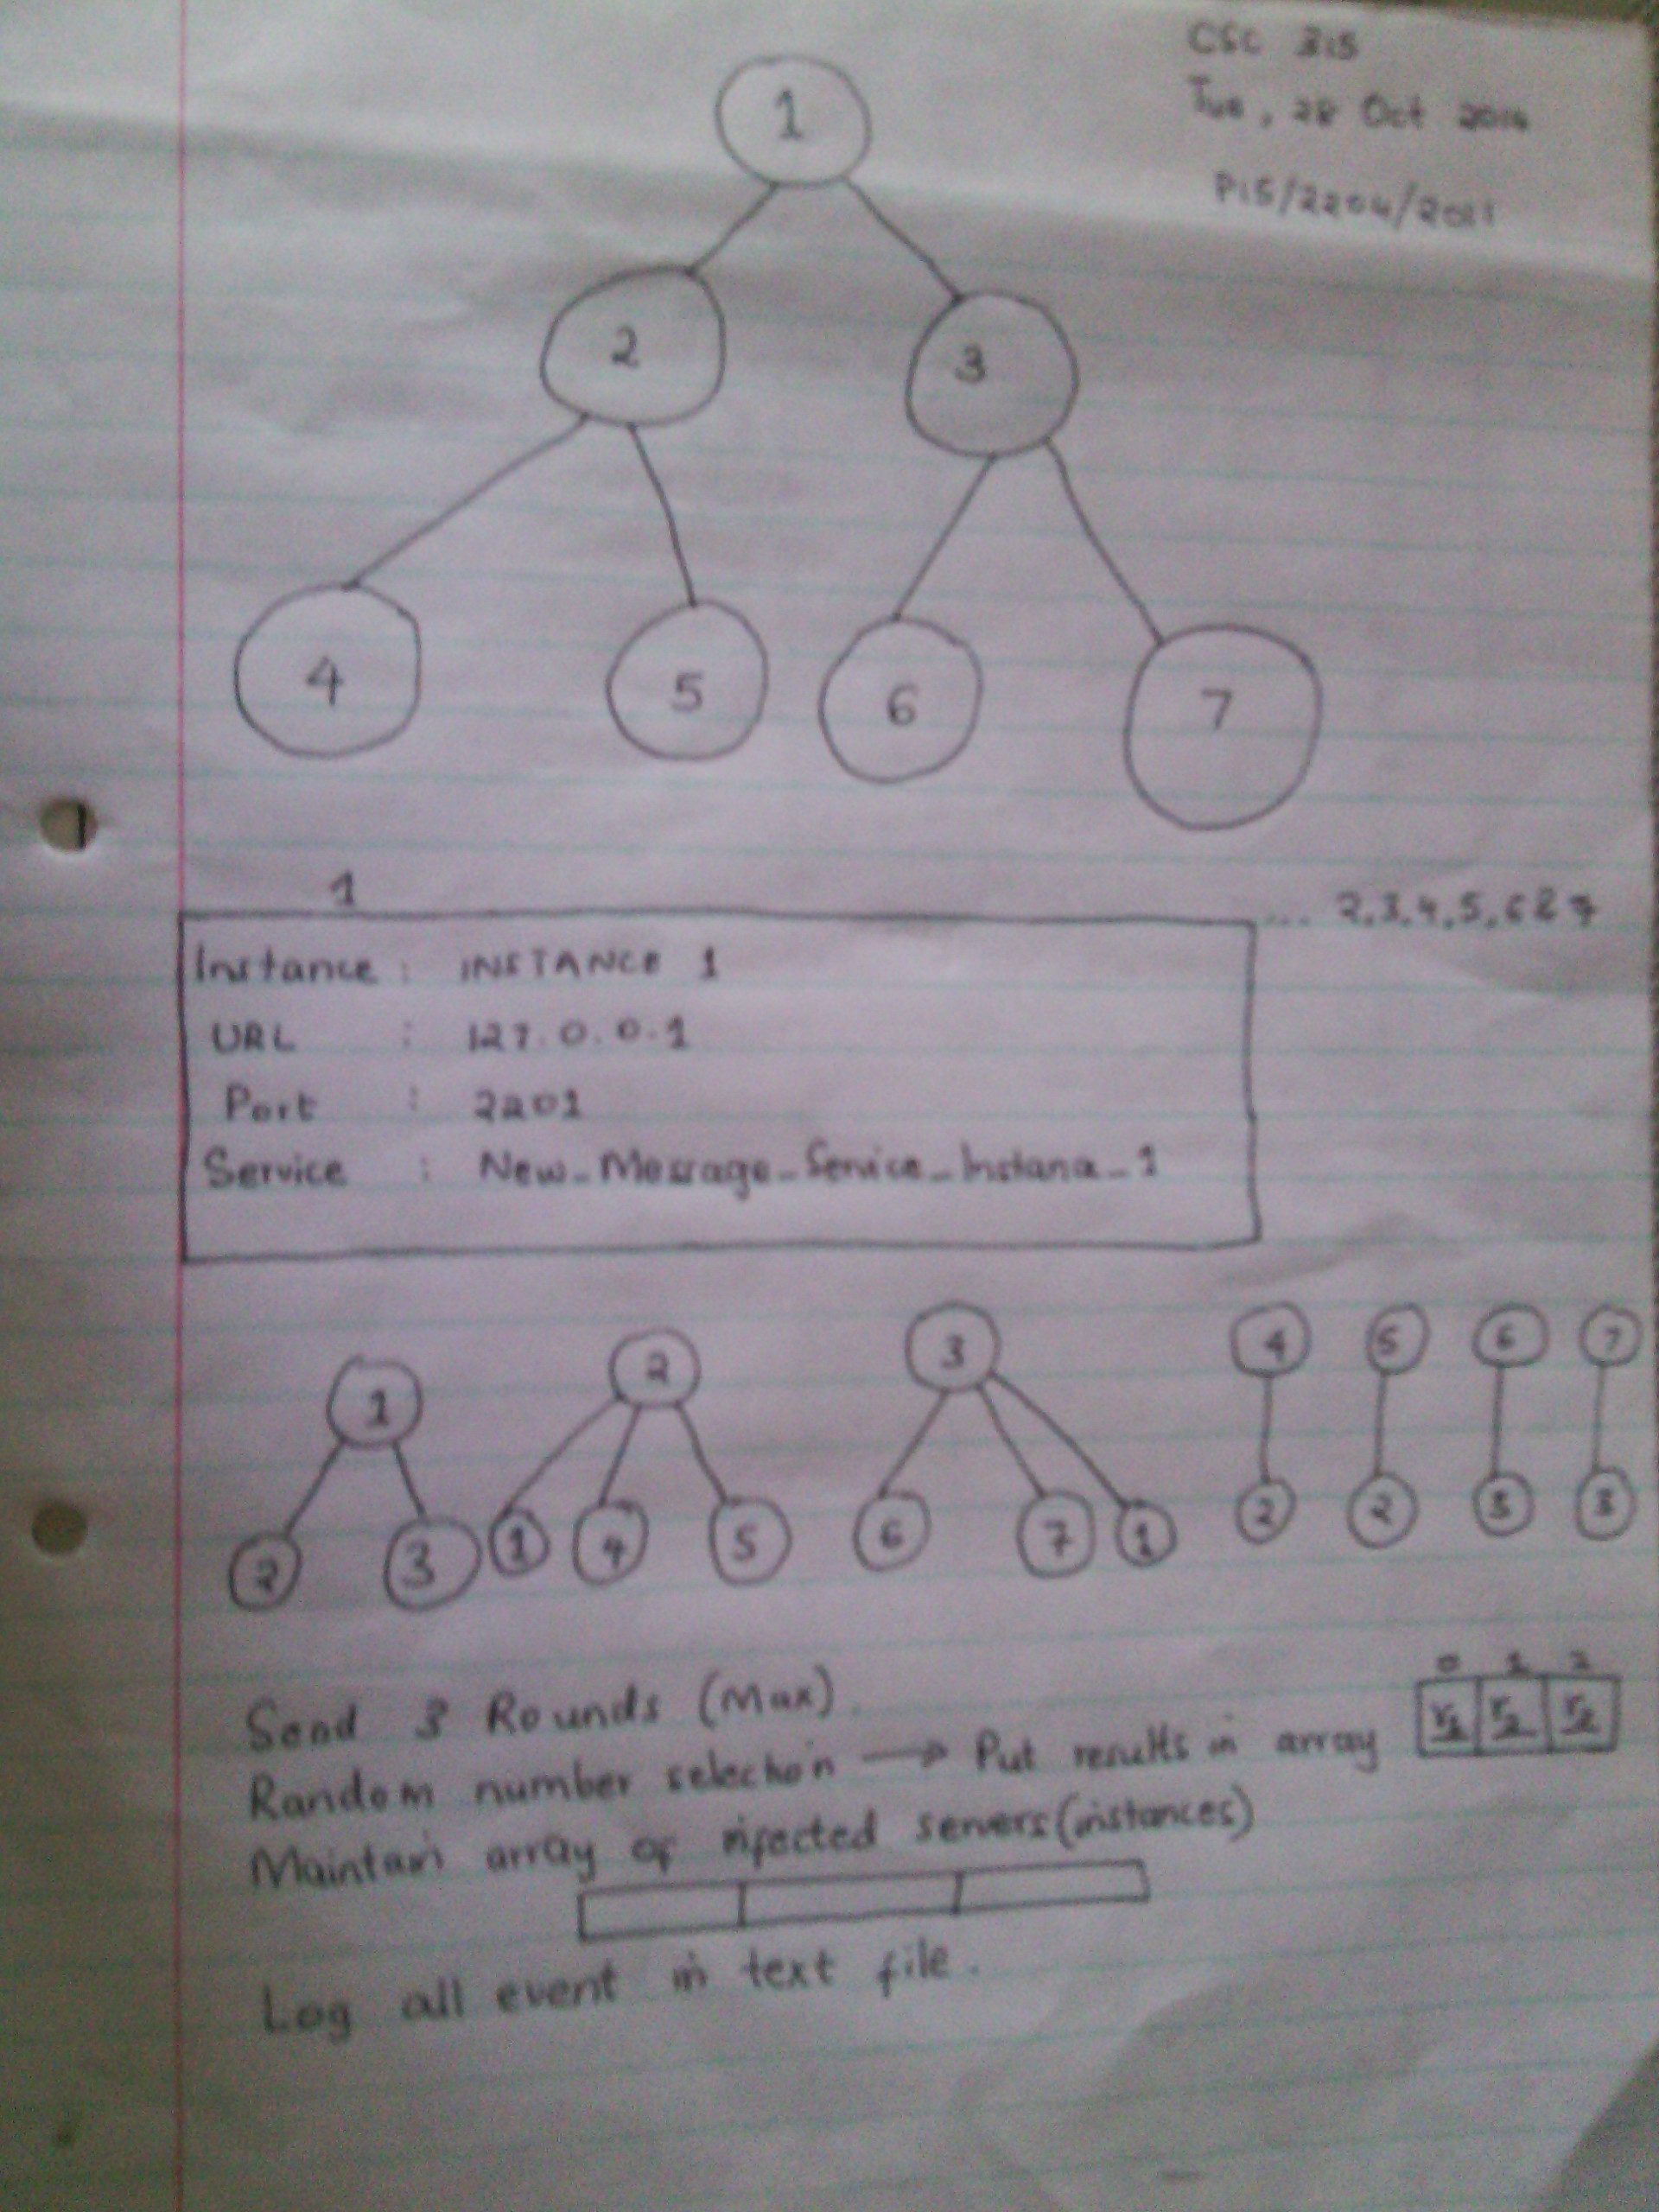 CSC 315
Tue, 28 Oct 2014
P15/2204/2011
1
2
3
4
5
6
7
1
... 2,3,4,5,6 & 7
Instance : INSTANCE 1
URL : 127.0.0.1
Port : 2201
Service : New_Message_Service_Instance_1
1 2 3 4 5 6 7
2 3 1 4 5 6 7 1 2 2 3 3
Send 3 Rounds (Max).
0 1 2
Random number selection → Put results in array r1 r2
Maintain array of infected servers (instances)
Log all event in text file.